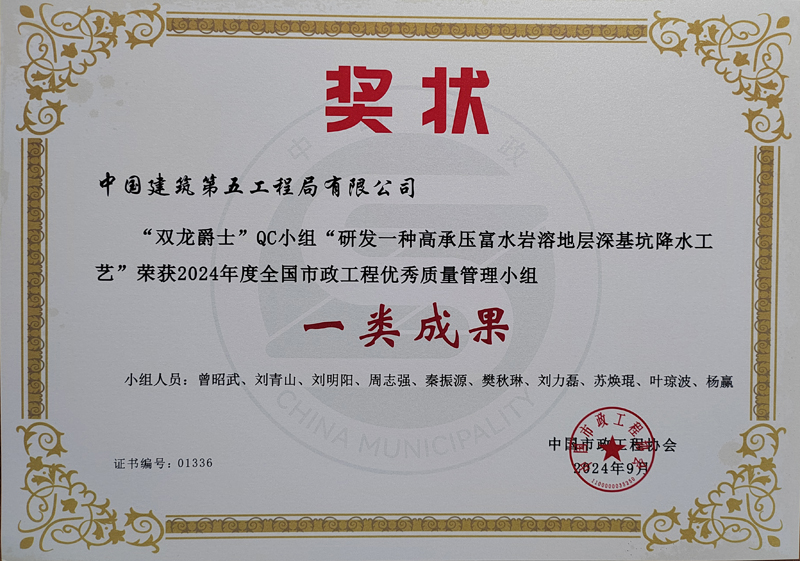 奖状
中国建筑第五工程局有限公司
“双龙爵士”QC小组“研发一种高承压富水岩溶地层深基坑降水工
艺”荣获2024年度全国市政工程优秀质量管理小组
一类成果
小组人员：曾昭武、刘青山、刘明阳、周志强、秦振源、樊秋琳、刘力磊、苏焕琨、叶琼波、杨赢
中国市政工程协会
证书编号：01336
2024年9月
CHINA MUNICIPALITY